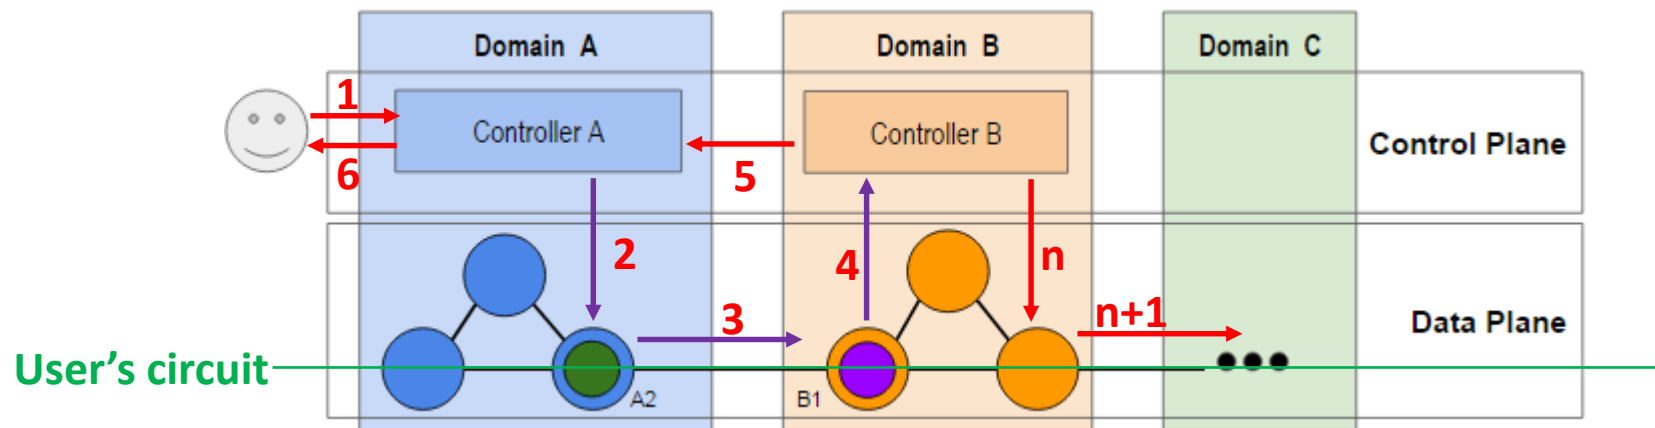 Domain A
Domain B
Domain C
1
Controller A
Controller B
Control Plane
6
5
2
4
n
3
n+1
Data Plane
User's circuit
A2
B1